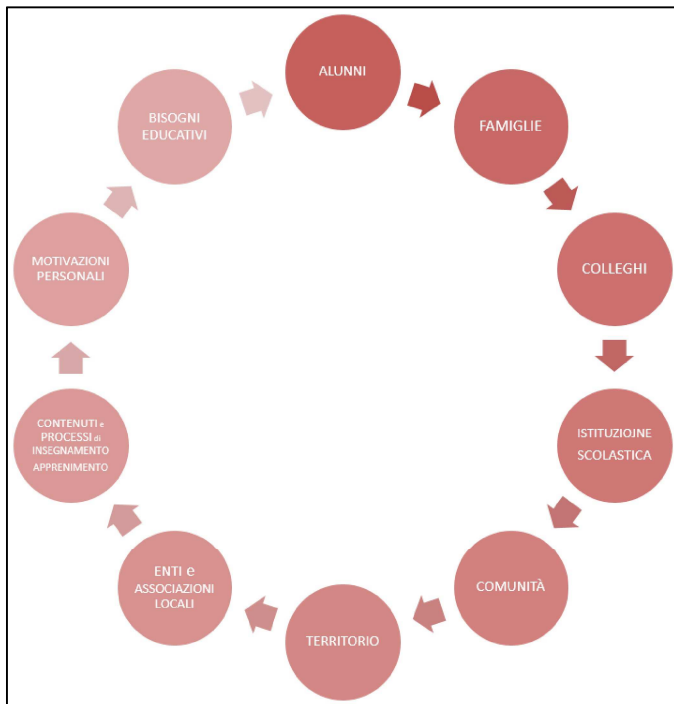 ALUNNI
FAMIGLIE
COLLEGHI
ISTITUZIOJNE
SCOLASTICA
COMUNITÀ
TERRITORIO
ENTI e
ASSOCIAZIONI
LOCALI
CONTENUTI e
PROCESSI di
INSEGNAMENTO
APPRENIMENTO
MOTIVAZIONI
PERSONALI
BISOGNI
EDUCATIVI